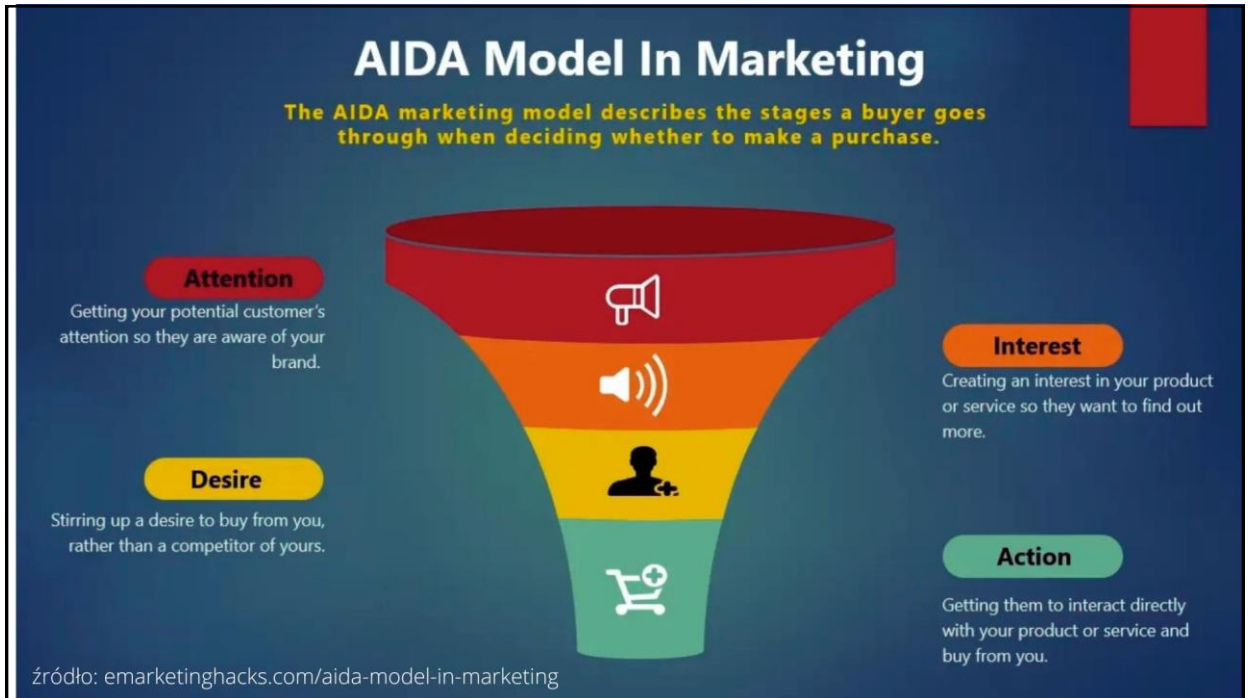 AIDA Model In Marketing
The AIDA marketing model describes the stages a buyer goes
through when deciding whether to make a purchase.
Attention
Getting your potential customer's
attention so they are aware of your
brand.
Interest
Creating an interest in your product
or service so they want to find out
more.
Desire
Stirring up a desire to buy from you,
rather than a competitor of yours.
Action
Getting them to interact directly
with your product or service and
buy from you.
źródło: emarketinghacks.com/aida-model-in-marketing